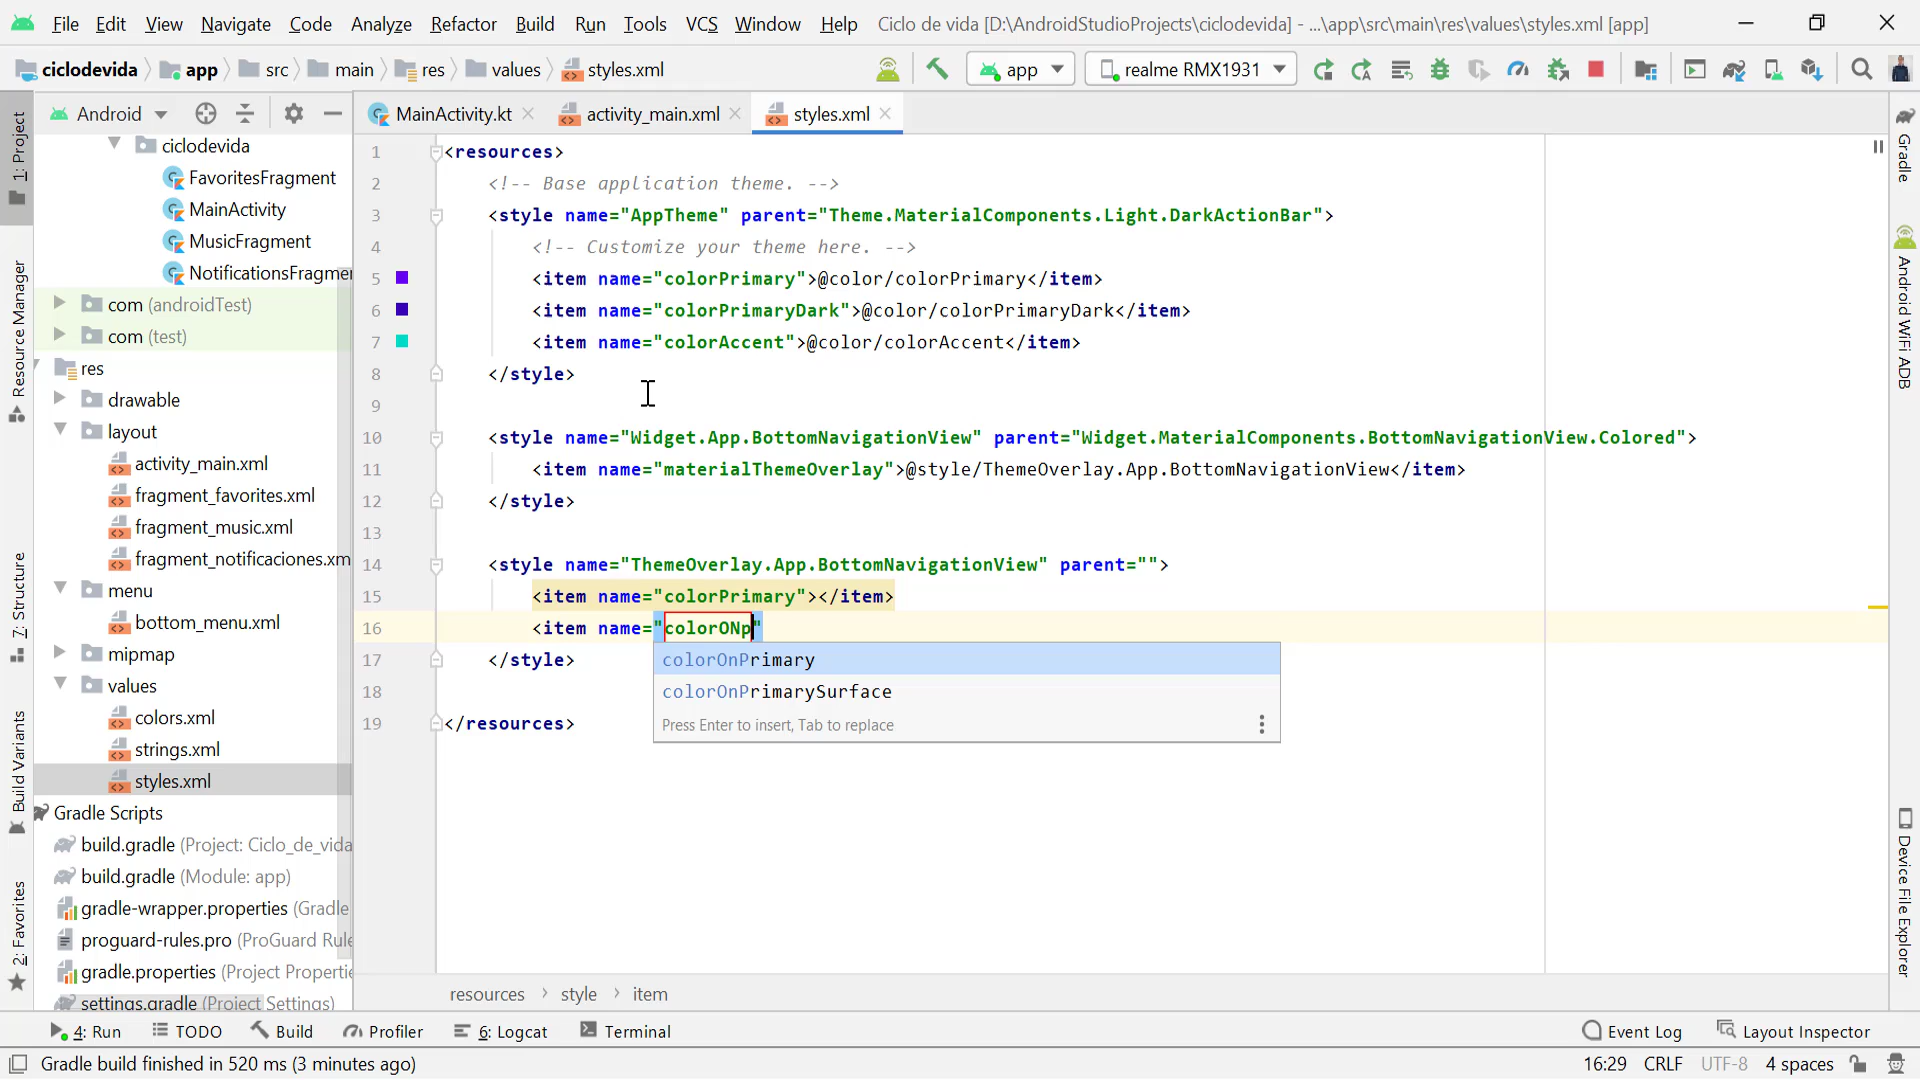 File Edit View Navigate Code Analyze Refactor Build Run Tools VCS Window Help Ciclo de vida [D:\AndroidStudioProjects\ciclodevida] - ...\app\src\main\res\values\styles.xml [app]
ciclodevida app src main res values styles.xml app realme RMX1931
Android
MainActivity.kt activity_main.xml styles.xml
1: Project
Resource Manager
7: Structure
Build Variants
2: Favorites
ciclodevida
FavoritesFragment
MainActivity
MusicFragment
NotificationsFragme
com (androidTest)
com (test)
res
drawable
layout
activity_main.xml
fragment_favorites.xml
fragment_music.xml
fragment_notificaciones.xm
menu
bottom_menu.xml
mipmap
values
colors.xml
strings.xml
styles.xml
Gradle Scripts
build.gradle (Project: Ciclo_de_vida
build.gradle (Module: app)
gradle-wrapper.properties (Gradle
proguard-rules.pro (ProGuard Rule
gradle.properties (Project Properti
settings.gradle (Project Settings)
1 <resources>
2 <!-- Base application theme. -->
3 <style name="AppTheme" parent="Theme.MaterialComponents.Light.DarkActionBar">
4 <!-- Customize your theme here. -->
5 <item name="colorPrimary">@color/colorPrimary</item>
6 <item name="colorPrimaryDark">@color/colorPrimaryDark</item>
7 <item name="colorAccent">@color/colorAccent</item>
8 </style>
9
10 <style name="Widget.App.BottomNavigationView" parent="Widget.MaterialComponents.BottomNavigationView.Colored">
11 <item name="materialThemeOverlay">@style/ThemeOverlay.App.BottomNavigationView</item>
12 </style>
13
14 <style name="ThemeOverlay.App.BottomNavigationView" parent="">
15 <item name="colorPrimary"></item>
16 <item name="colorONp"
17 </style>
18
19 </resources>
colorOnPrimary
colorOnPrimarySurface
Press Enter to insert, Tab to replace
Gradle
Android WiFi ADB
Device File Explorer
resources style item
4: Run TODO Build Profiler 6: Logcat Terminal Event Log Layout Inspector
Gradle build finished in 520 ms (3 minutes ago) 16:29 CRLF UTF-8 4 spaces